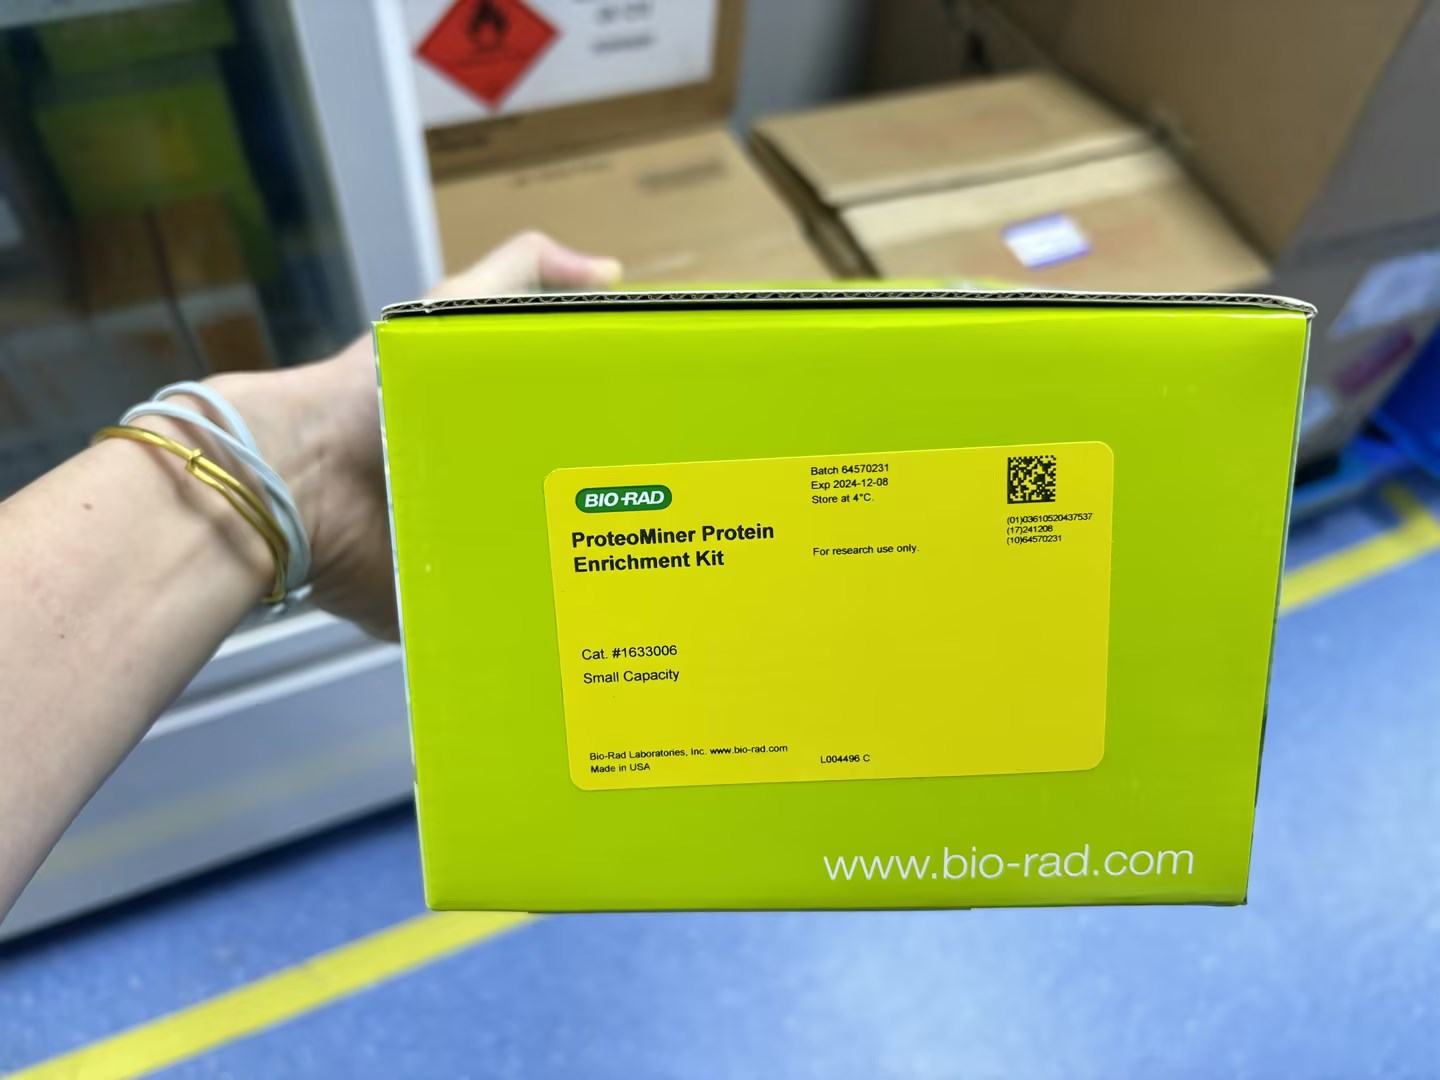 BIO-RAD
ProteoMiner Protein
Enrichment Kit
Cat. #1633006
Small Capacity
Bio-Rad Laboratories, Inc. www.bio-rad.com
Made in USA
Batch 64570231
Exp 2024-12-08
Store at 4°C.
For research use only.
L004496 C
(01)03610520437537
(17)241208
(10)64570231
www.bio-rad.com